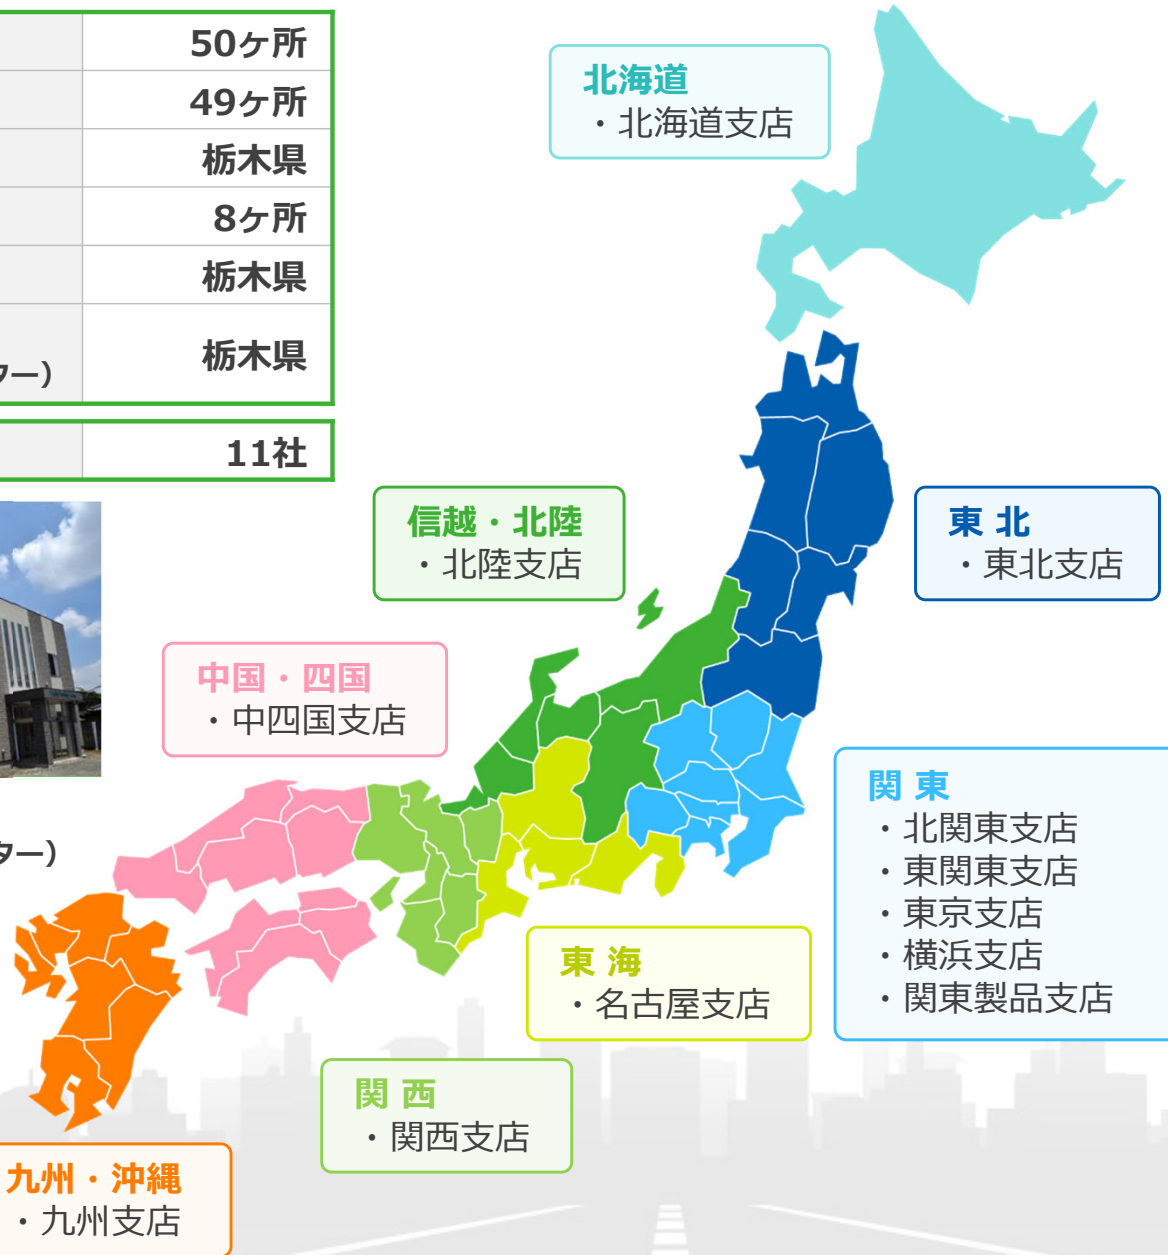 50ヶ所
49ヶ所
栃木県
8ヶ所
栃木県
ター）
栃木県
11社
北海道
・北海道支店
信越・北陸
・北陸支店
東 北
・東北支店
中国・四国
・中四国支店
ター）
関 東
・北関東支店
・東関東支店
・東京支店
・横浜支店
・関東製品支店
東 海
・名古屋支店
関 西
・関西支店
九州・沖縄
・九州支店